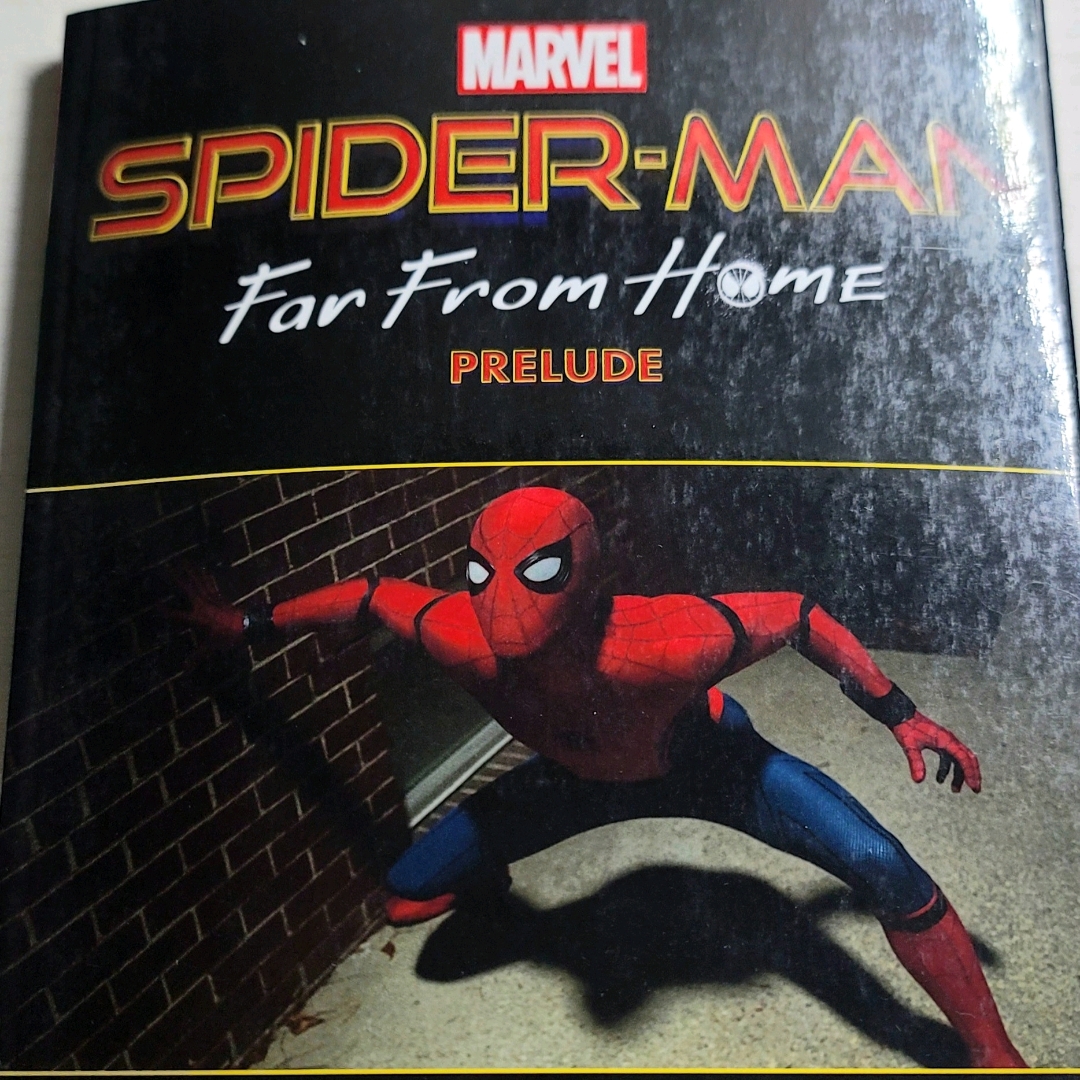 MARVEL
SPIDER-MAN
Far From Home
PRELUDE